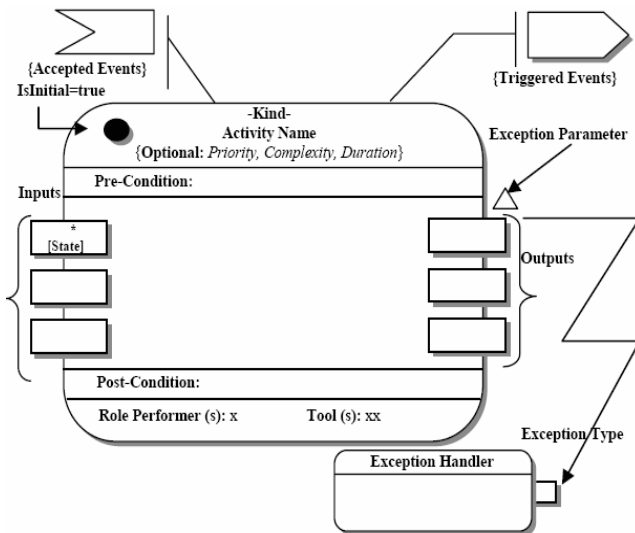 {Accepted Events}
{Triggered Events}
IsInitial=true
-Kind-
Activity Name
{Optional: Priority, Complexity, Duration}
Exception Parameter
Pre-Condition:
Inputs
*
[State]
Outputs
Post-Condition:
Role Performer (s): x Tool (s): xx
Exception Type
Exception Handler